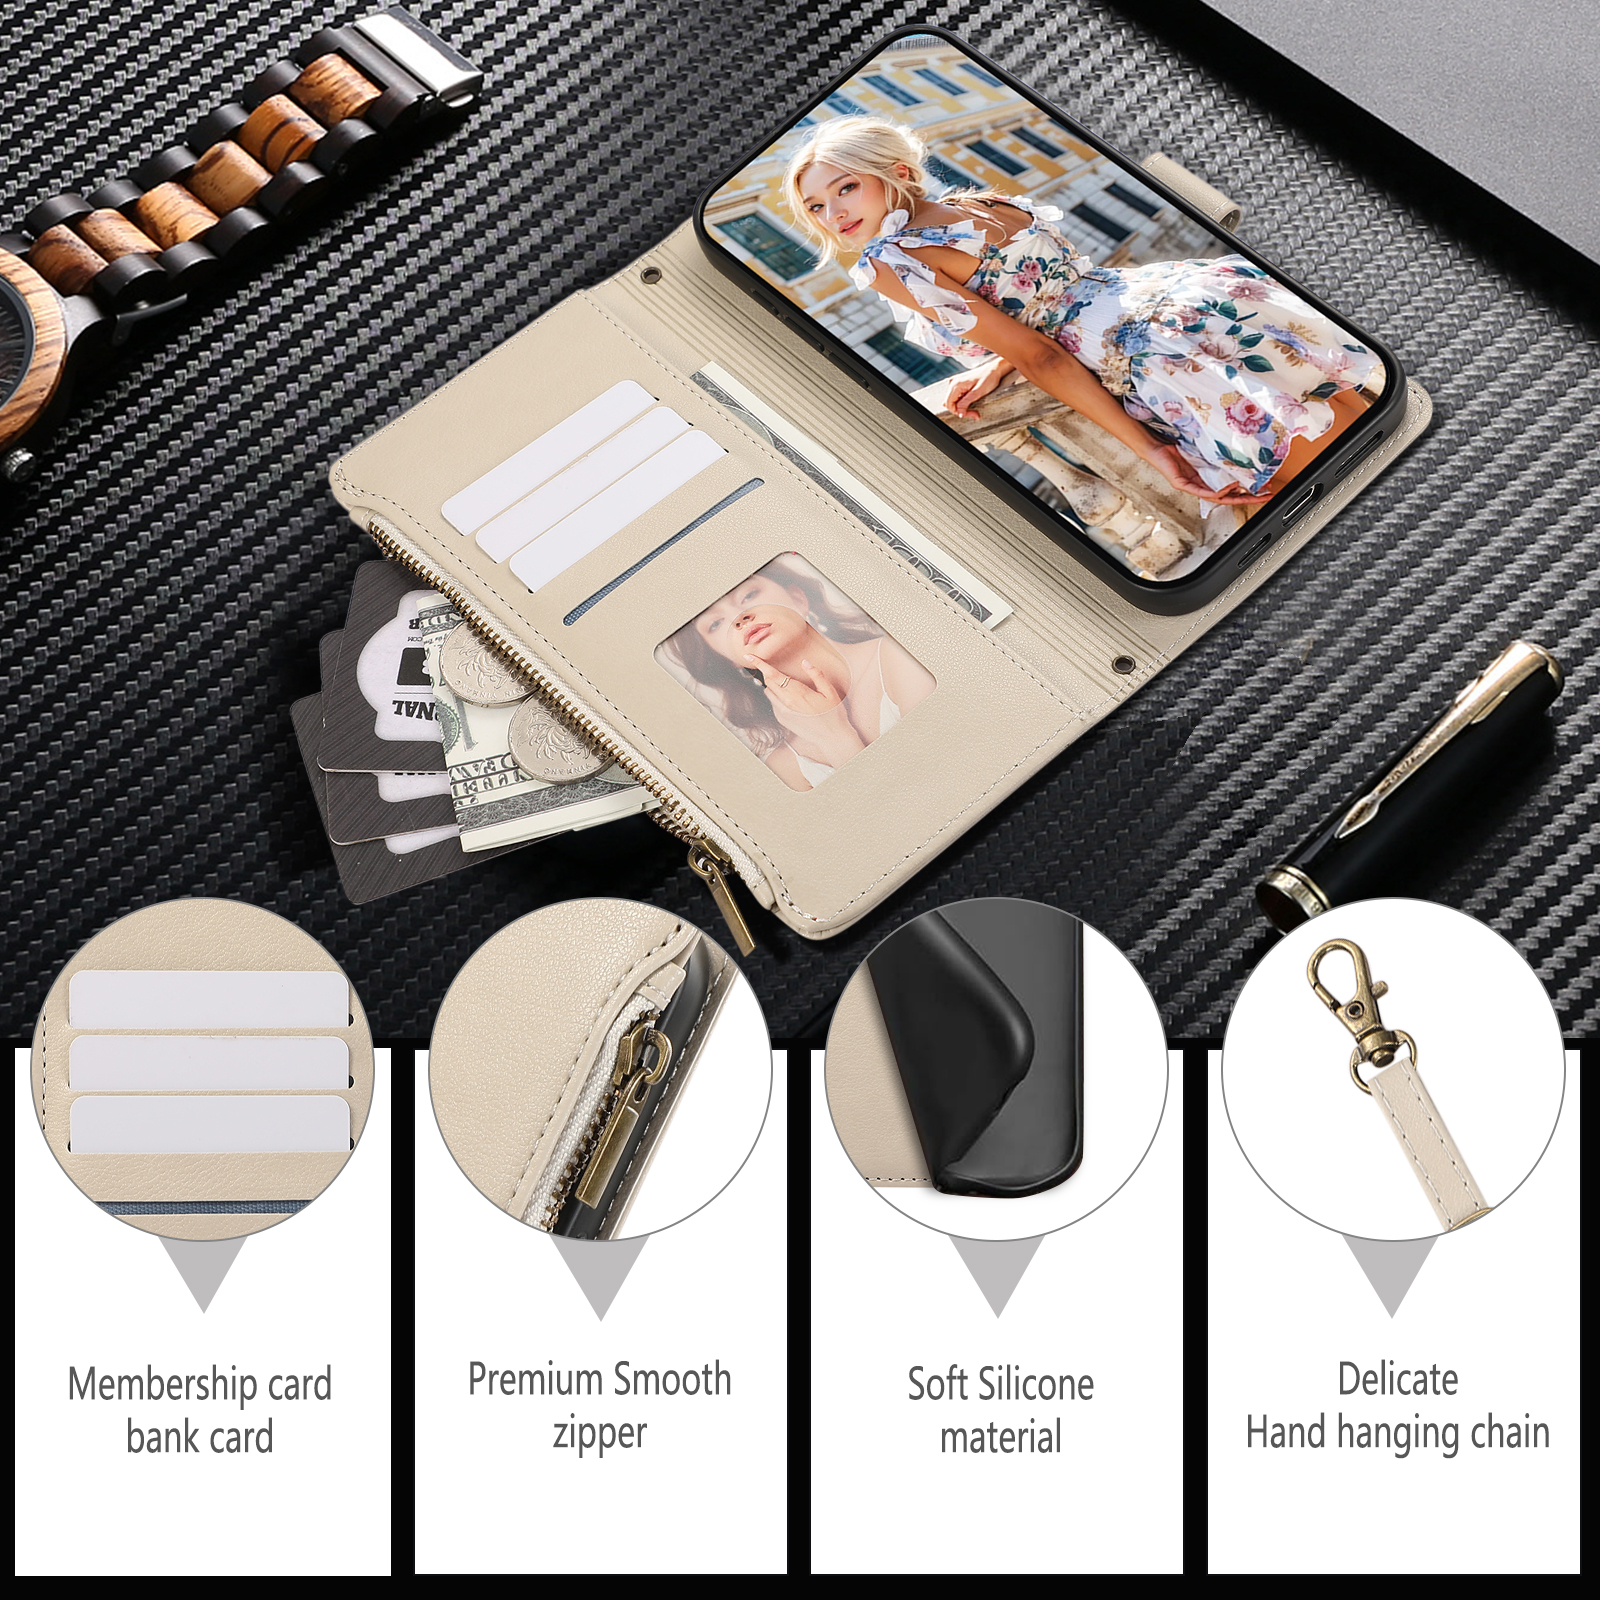 Membership card
bank card
Premium Smooth
zipper
Soft Silicone
material
Delicate
Hand hanging chain